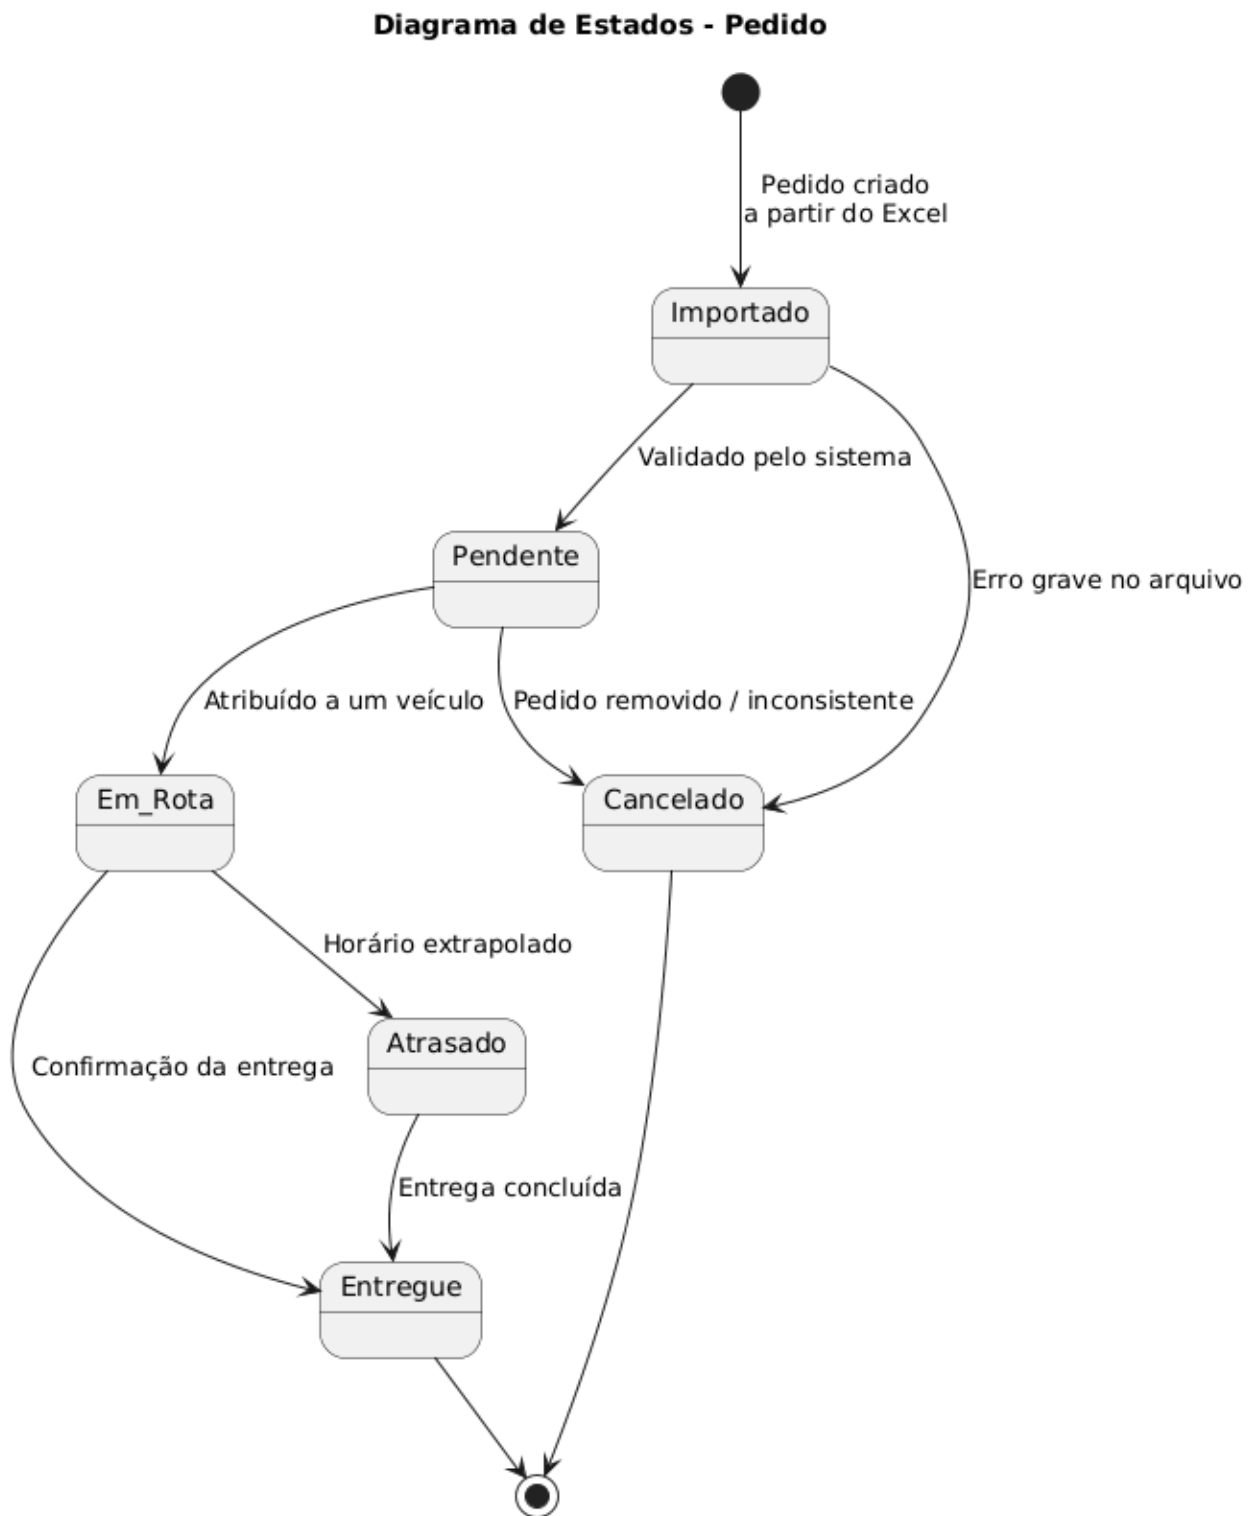 Diagrama de Estados - Pedido
Pedido criado
a partir do Excel
Importado
Validado pelo sistema
Pendente
Erro grave no arquivo
Atribuído a um veículo
Pedido removido / inconsistente
Em_Rota
Cancelado
Horário extrapolado
Atrasado
Confirmação da entrega
Entrega concluída
Entregue